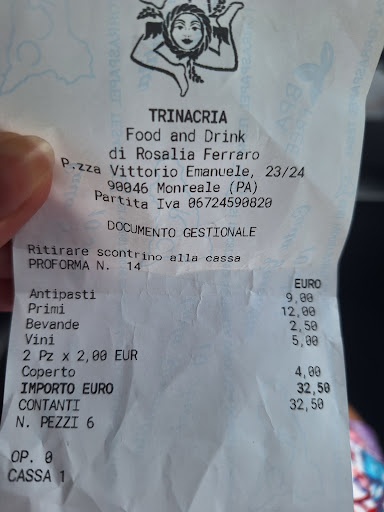 TRINACRIA
Food and Drink
di Rosalia Ferraro
P.zza Vittorio Emanuele, 23/24
90046 Monreale (PA)
Partita Iva 06724590820
DOCUMENTO GESTIONALE
Ritirare scontrino alla cassa
PROFORMA N. 14
EURO
Antipasti 9,00
Primi 12,00
Bevande 2,50
Vini 5,00
2 Pz x 2,00 EUR
Coperto 4,00
IMPORTO EURO 32,50
CONTANTI 32,50
N. PEZZI 6
OP. 0
CASSA 1